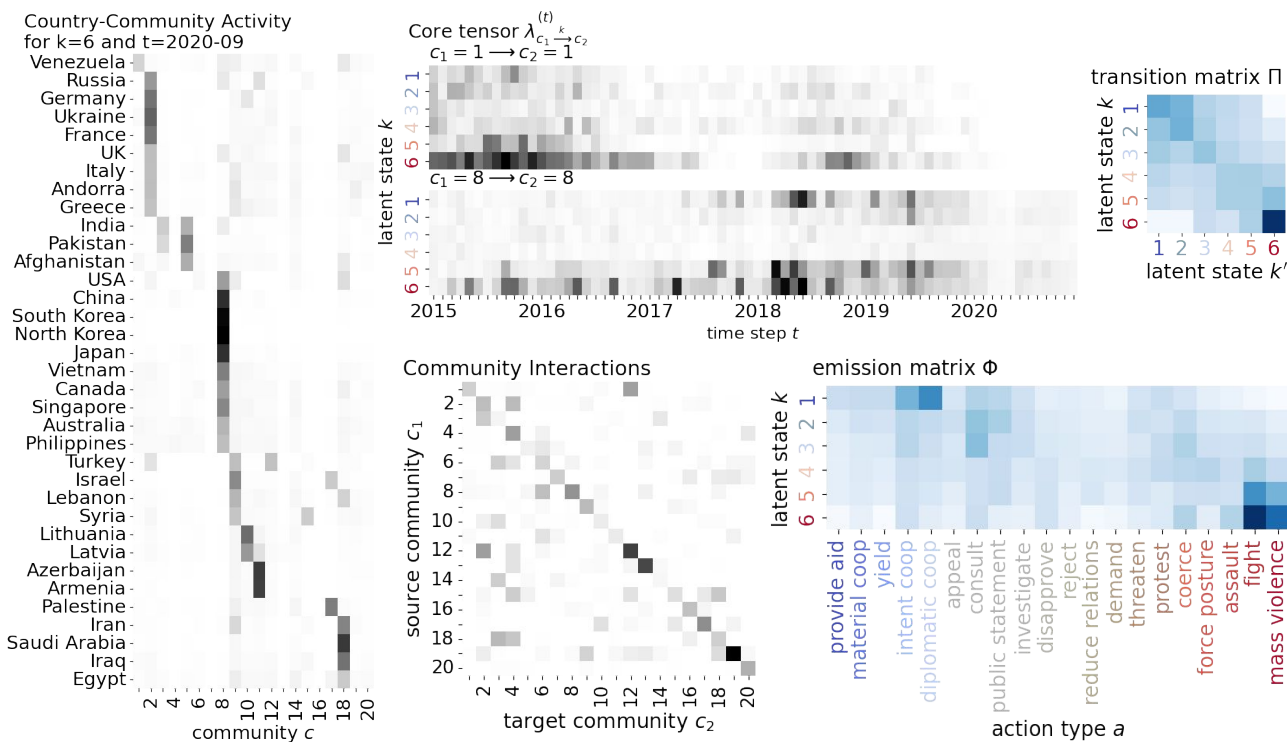 Country-Community Activity
for k=6 and t=2020-09
Venezuela
Russia
Germany
Ukraine
France
UK
Italy
Andorra
Greece
India
Pakistan
Afghanistan
USA
China
South Korea
North Korea
Japan
Vietnam
Canada
Singapore
Australia
Philippines
Turkey
Israel
Lebanon
Syria
Lithuania
Latvia
Azerbaijan
Armenia
Palestine
Iran
Saudi Arabia
Iraq
Egypt
2 4 6 8 10 12 14 16 18 20
community c
Core tensor λ^(t)_{c₁ →^k c₂}
c₁ = 1 ⟶ c₂ = 1
latent state k
1
2
3
4
5
6
c₁ = 8 ⟶ c₂ = 8
1
2
3
4
5
6
2015 2016 2017 2018 2019 2020
time step t
transition matrix Π
latent state k
1
2
3
4
5
6
1 2 3 4 5 6
latent state k′
Community Interactions
source community c₁
2
4
6
8
10
12
14
16
18
20
2 4 6 8 10 12 14 16 18 20
target community c₂
emission matrix Φ
latent state k
1
2
3
4
5
6
provide aid
material coop
yield
intent coop
diplomatic coop
appeal
consult
public statement
investigate
disapprove
reject
reduce relations
demand
threaten
protest
coerce
force posture
assault
fight
mass violence
action type a